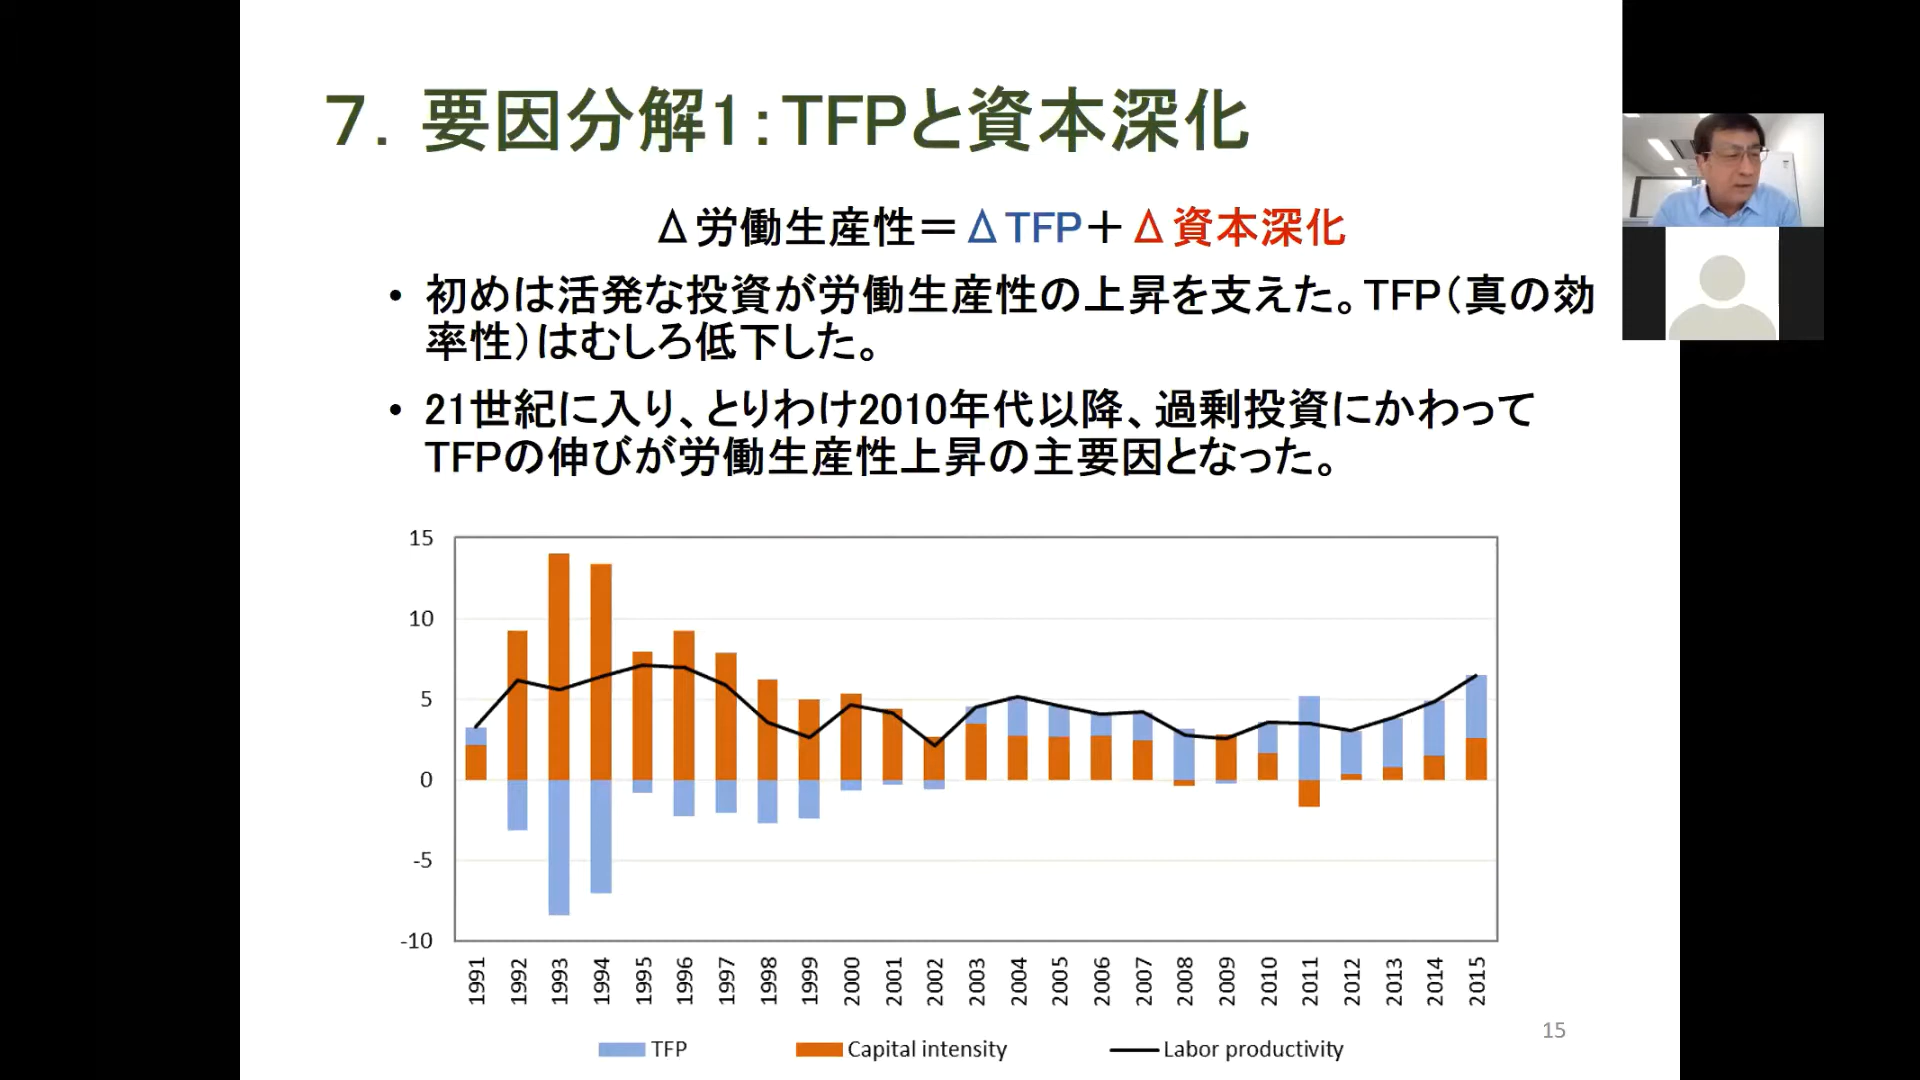 ７．要因分解1：TFPと資本深化
Δ労働生産性＝ΔTFP＋Δ資本深化
• 初めは活発な投資が労働生産性の上昇を支えた。TFP（真の効
率性）はむしろ低下した。
• 21世紀に入り、とりわけ2010年代以降、過剰投資にかわって
TFPの伸びが労働生産性上昇の主要因となった。
15
10
5
0
-5
-10
1991 1992 1993 1994 1995 1996 1997 1998 1999 2000 2001 2002 2003 2004 2005 2006 2007 2008 2009 2010 2011 2012 2013 2014 2015
TFP Capital intensity Labor productivity
15